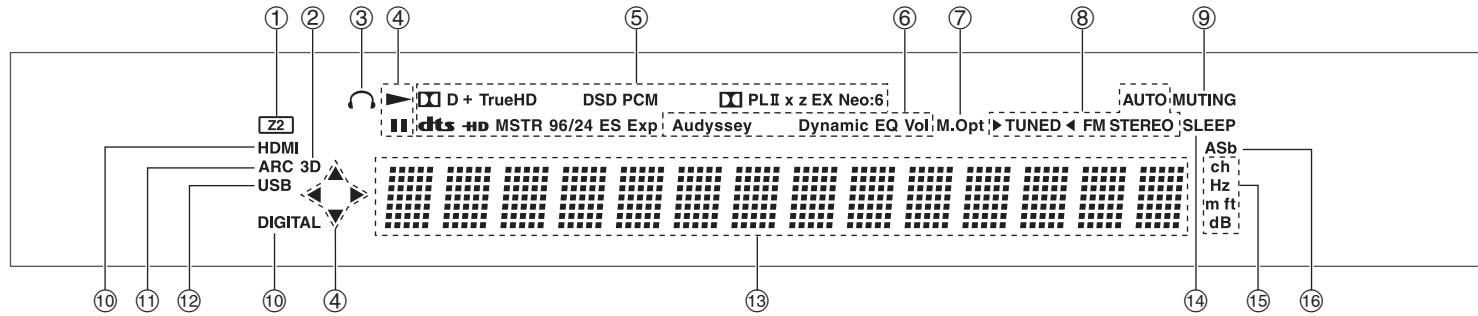 ① ② ③ ④ ⑤ ⑥ ⑦ ⑧ ⑨
D + TrueHD DSD PCM PLII x z EX Neo:6 AUTO MUTING
Z2 dts -HD MSTR 96/24 ES Exp Audyssey Dynamic EQ Vol M.Opt TUNED FM STEREO SLEEP
HDMI ASb
ARC 3D ch
USB Hz
m ft
DIGITAL dB
⑩ ⑪ ⑫ ⑩ ④ ⑬ ⑭ ⑮ ⑯